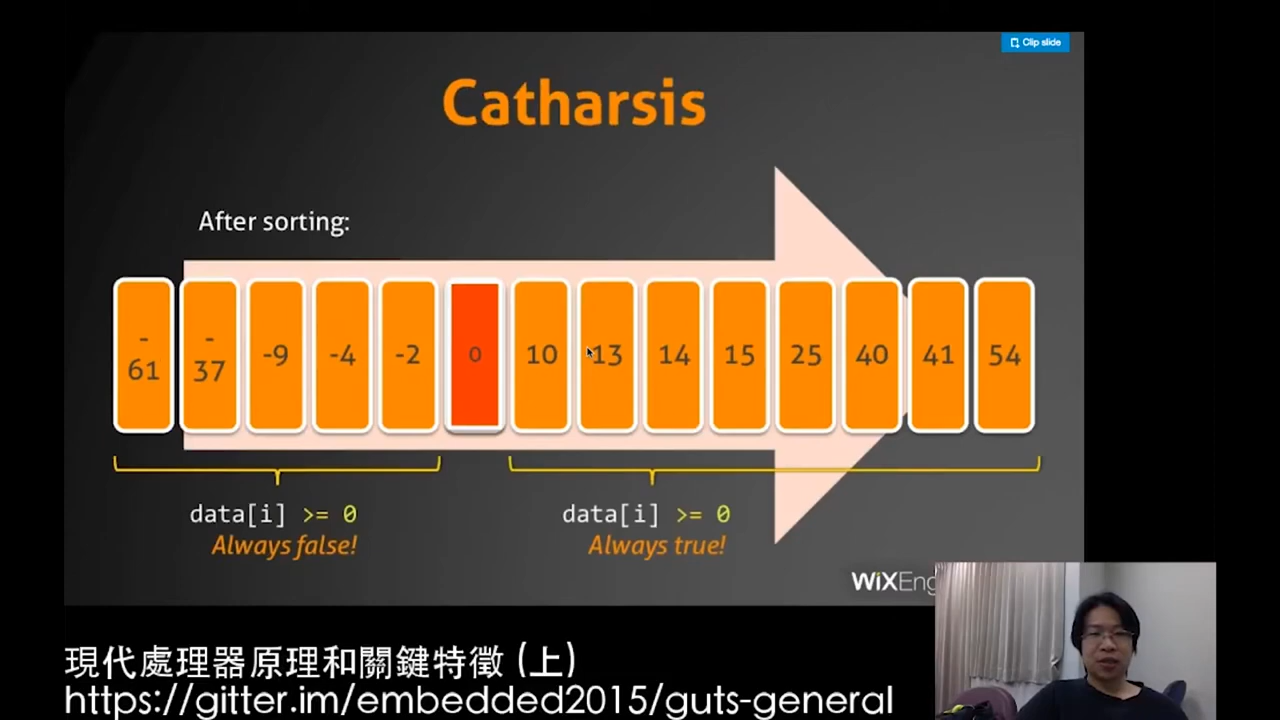 Clip slide
Catharsis
After sorting:
-
61
-
37
-9
-4
-2
0
10
13
14
15
25
40
41
54
data[i] >= 0
Always false!
data[i] >= 0
Always true!
WiXEng
現代處理器原理和關鍵特徵 (上)
https://gitter.im/embedded2015/guts-general